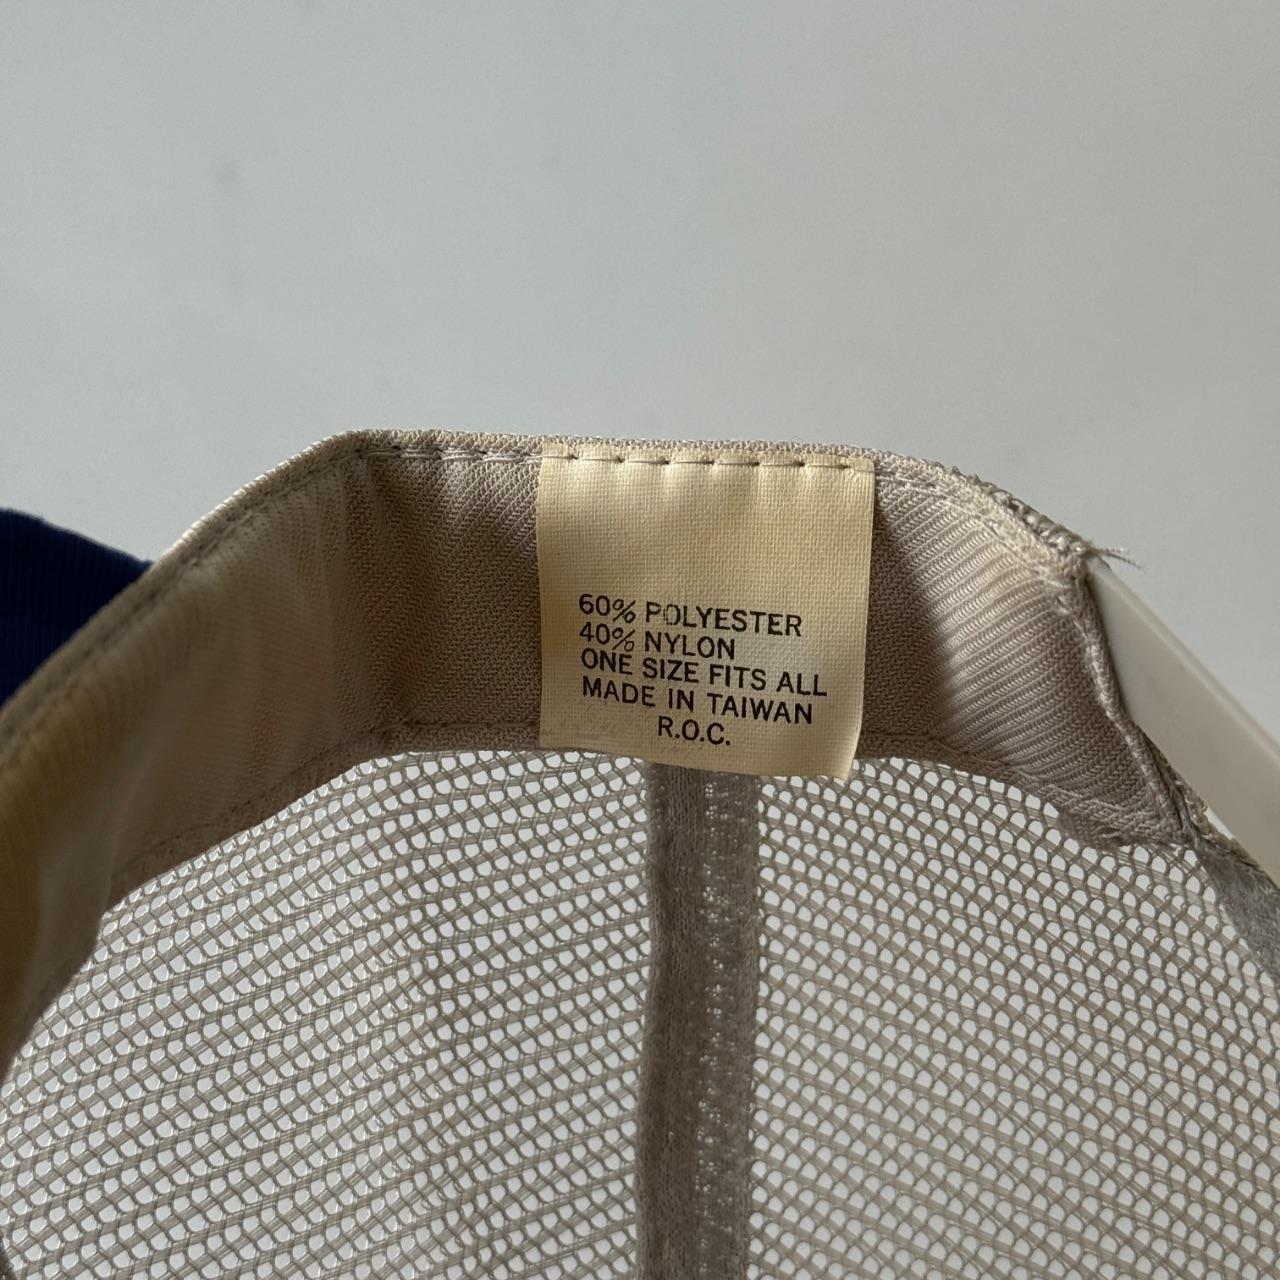 60% POLYESTER
40% NYLON
ONE SIZE FITS ALL
MADE IN TAIWAN
R.O.C.